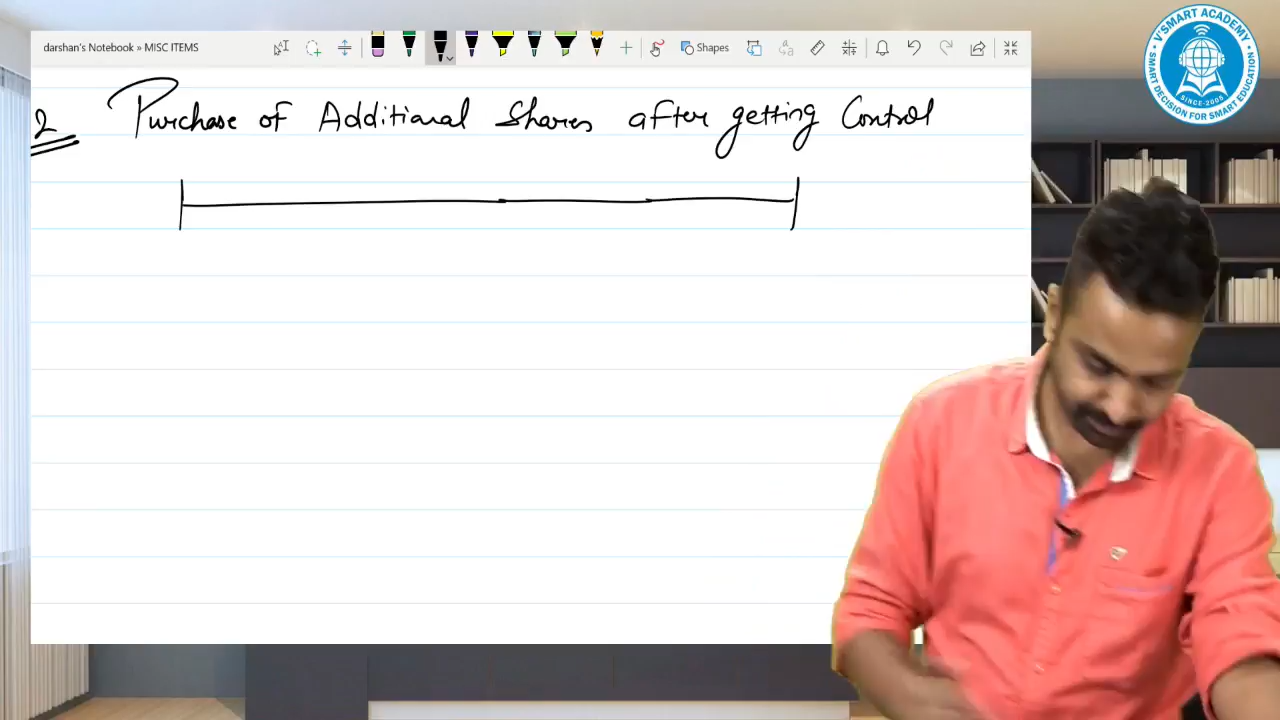 darshan's Notebook » MISC ITEMS
Shapes
V'SMART ACADEMY
SINCE-2005
SMART DECISION FOR SMART EDUCATION
2 Purchase of Additional Shares after getting Control